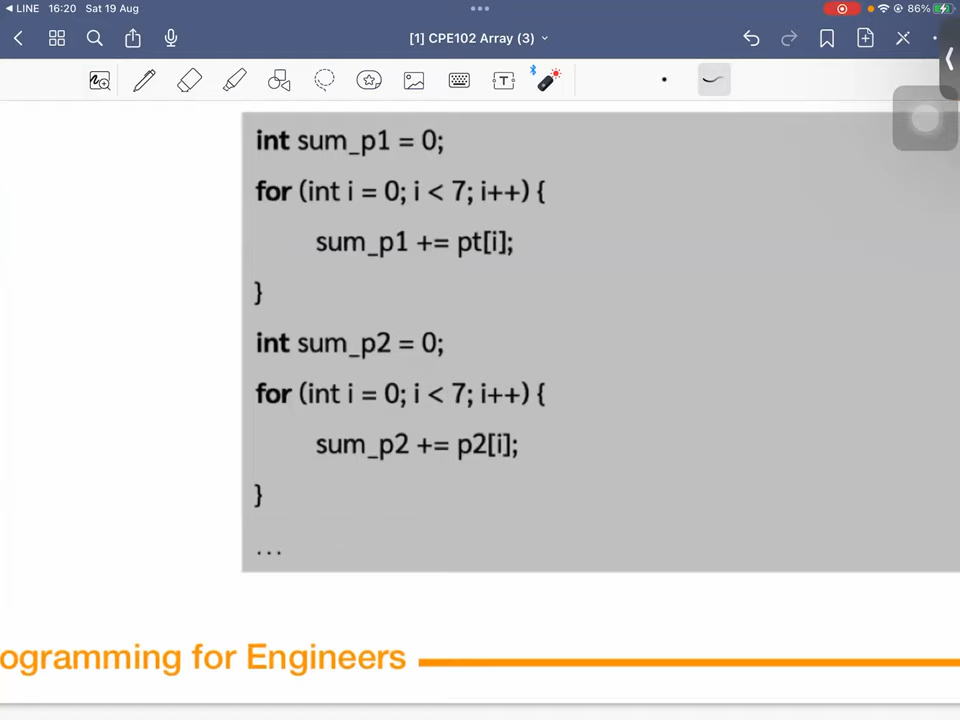 LINE 16:20 Sat 19 Aug
86%
[1] CPE102 Array (3)
int sum_p1 = 0;
for (int i = 0; i < 7; i++) {
sum_p1 += pt[i];
}
int sum_p2 = 0;
for (int i = 0; i < 7; i++) {
sum_p2 += p2[i];
}
...
ogramming for Engineers